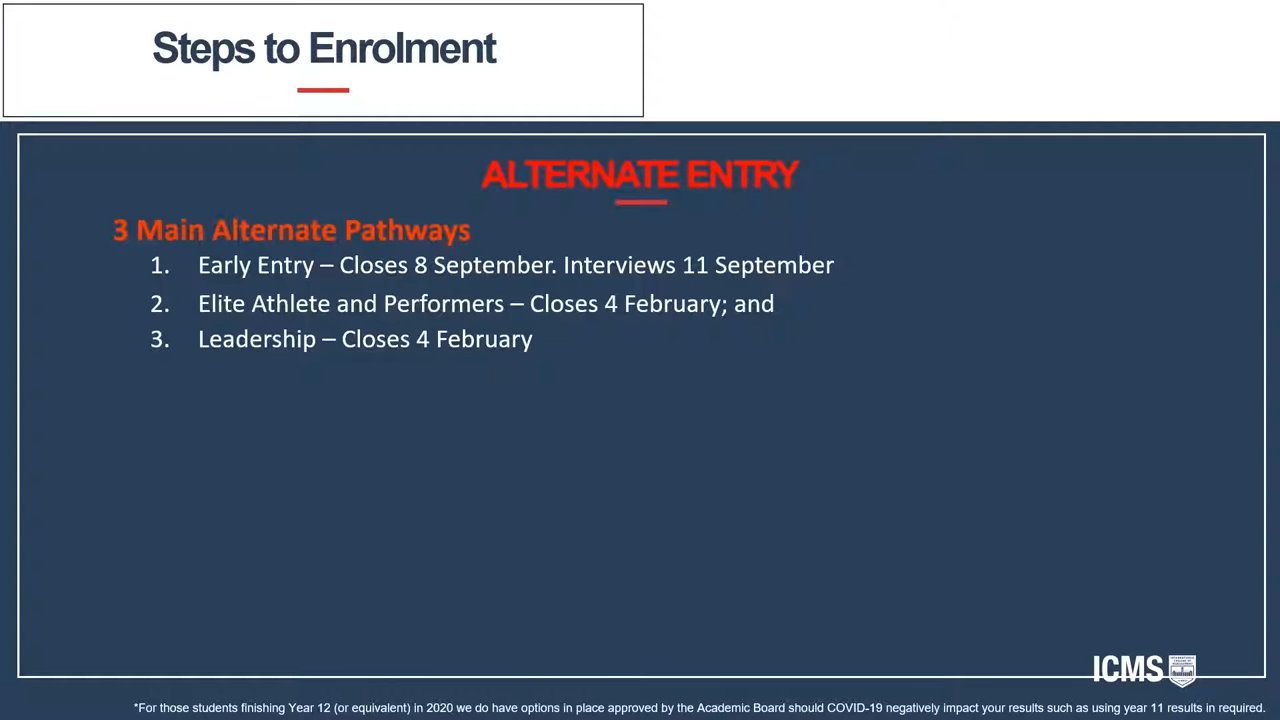 Steps to Enrolment
ALTERNATE ENTRY
3 Main Alternate Pathways
1. Early Entry – Closes 8 September. Interviews 11 September
2. Elite Athlete and Performers – Closes 4 February; and
3. Leadership – Closes 4 February
ICMS
*For those students finishing Year 12 (or equivalent) in 2020 we do have options in place approved by the Academic Board should COVID-19 negatively impact your results such as using year 11 results in required.